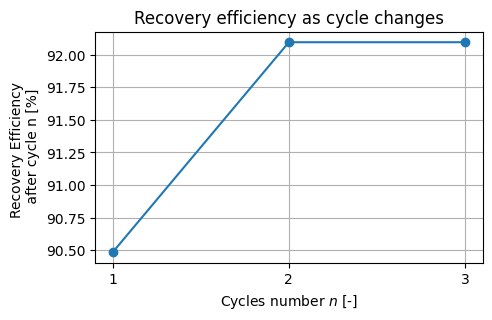 Recovery efficiency as cycle changes
Recovery Efficiency
after cycle n [%]
92.00
91.75
91.50
91.25
91.00
90.75
90.50
1 2 3
Cycles number n [-]